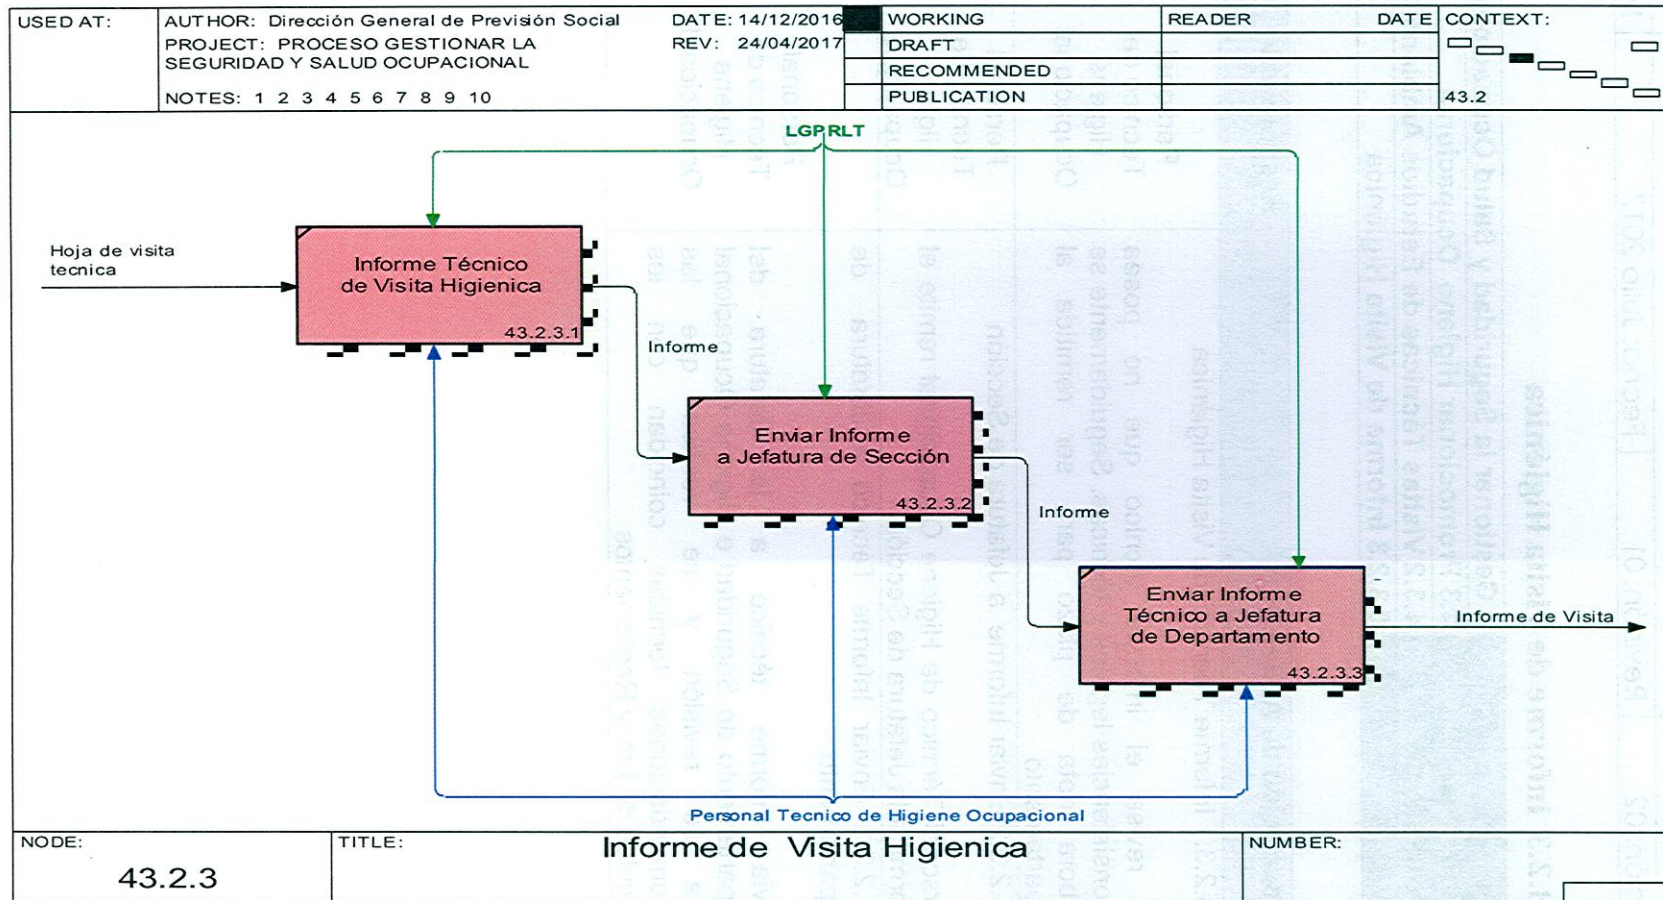 USED AT:
AUTHOR: Dirección General de Previsión Social
DATE: 14/12/2016
PROJECT: PROCESO GESTIONAR LA
SEGURIDAD Y SALUD OCUPACIONAL
REV: 24/04/2017
NOTES: 1 2 3 4 5 6 7 8 9 10
WORKING
DRAFT
RECOMMENDED
PUBLICATION
READER
DATE
CONTEXT:
43.2
LGPRLT
Hoja de visita
tecnica
Informe Técnico
de Visita Higienica
43.2.3.1
Informe
Enviar Informe
a Jefatura de Sección
43.2.3.2
Informe
Enviar Informe
Técnico a Jefatura
de Departamento
43.2.3.3
Informe de Visita
Personal Tecnico de Higiene Ocupacional
NODE:
43.2.3
TITLE:
Informe de Visita Higienica
NUMBER: